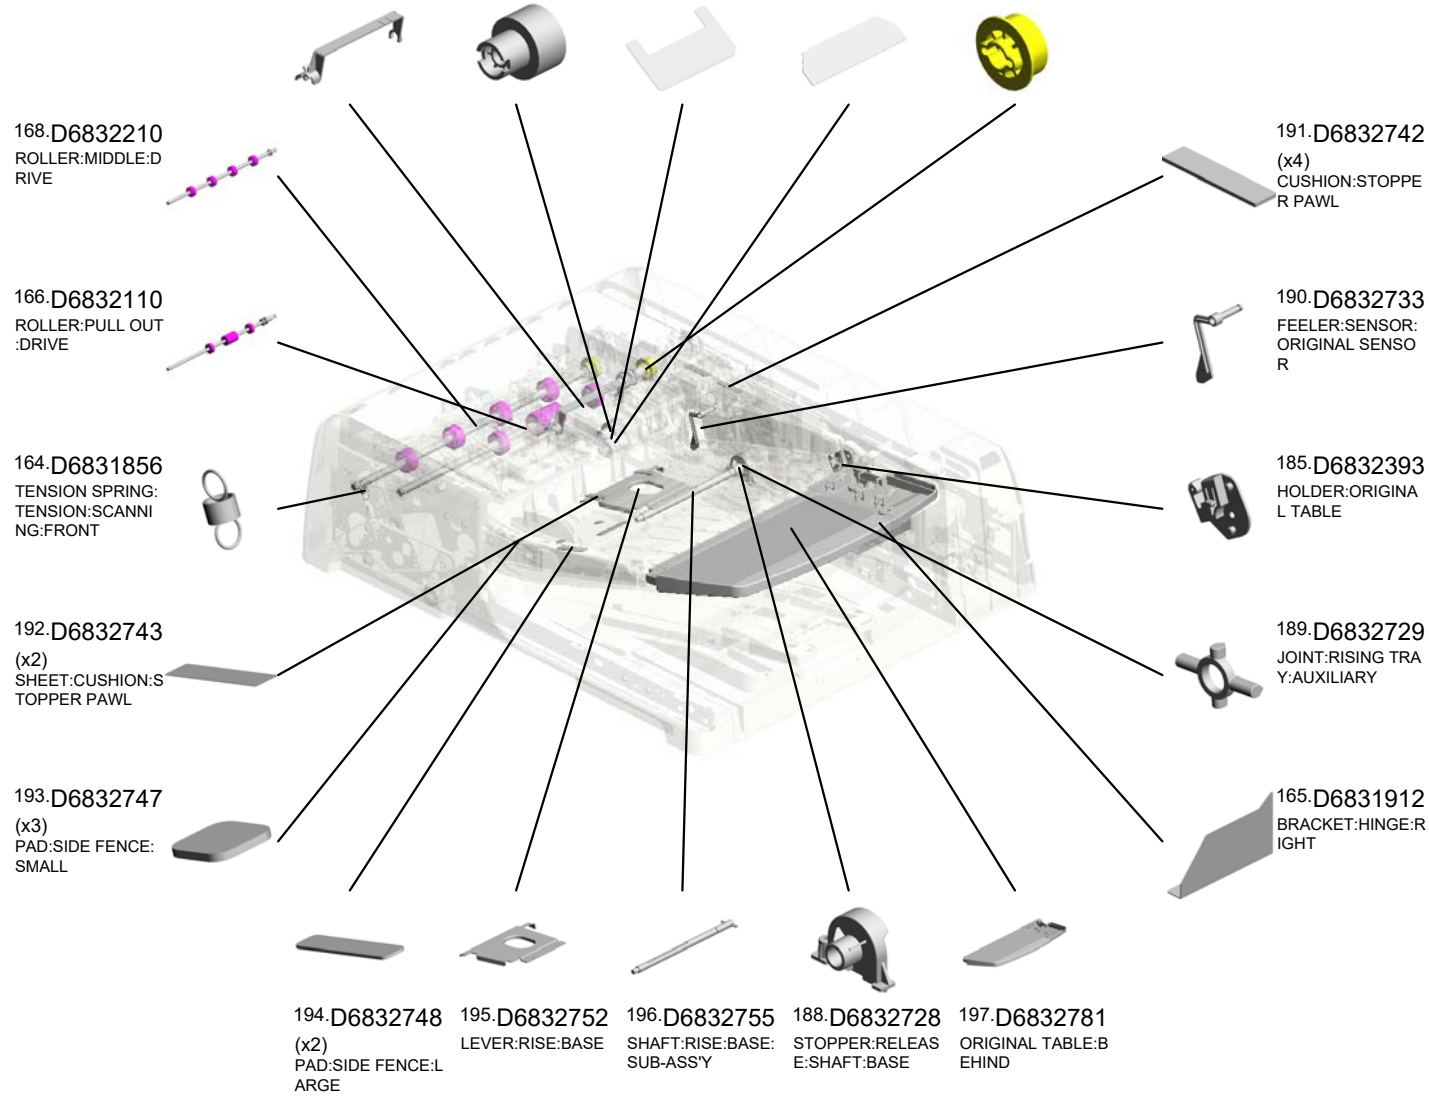 168.D6832210
ROLLER:MIDDLE:D
RIVE
166.D6832110
ROLLER:PULL OUT
:DRIVE
164.D6831856
TENSION SPRING:
TENSION:SCANNI
NG:FRONT
192.D6832743
(x2)
SHEET:CUSHION:S
TOPPER PAWL
193.D6832747
(x3)
PAD:SIDE FENCE:
SMALL
194.D6832748
(x2)
PAD:SIDE FENCE:L
ARGE
195.D6832752
LEVER:RISE:BASE
196.D6832755
SHAFT:RISE:BASE:
SUB-ASS'Y
188.D6832728
STOPPER:RELEAS
E:SHAFT:BASE
197.D6832781
ORIGINAL TABLE:B
EHIND
191.D6832742
(x4)
CUSHION:STOPPE
R PAWL
190.D6832733
FEELER:SENSOR:
ORIGINAL SENSO
R
185.D6832393
HOLDER:ORIGINA
L TABLE
189.D6832729
JOINT:RISING TRA
Y:AUXILIARY
165.D6831912
BRACKET:HINGE:R
IGHT